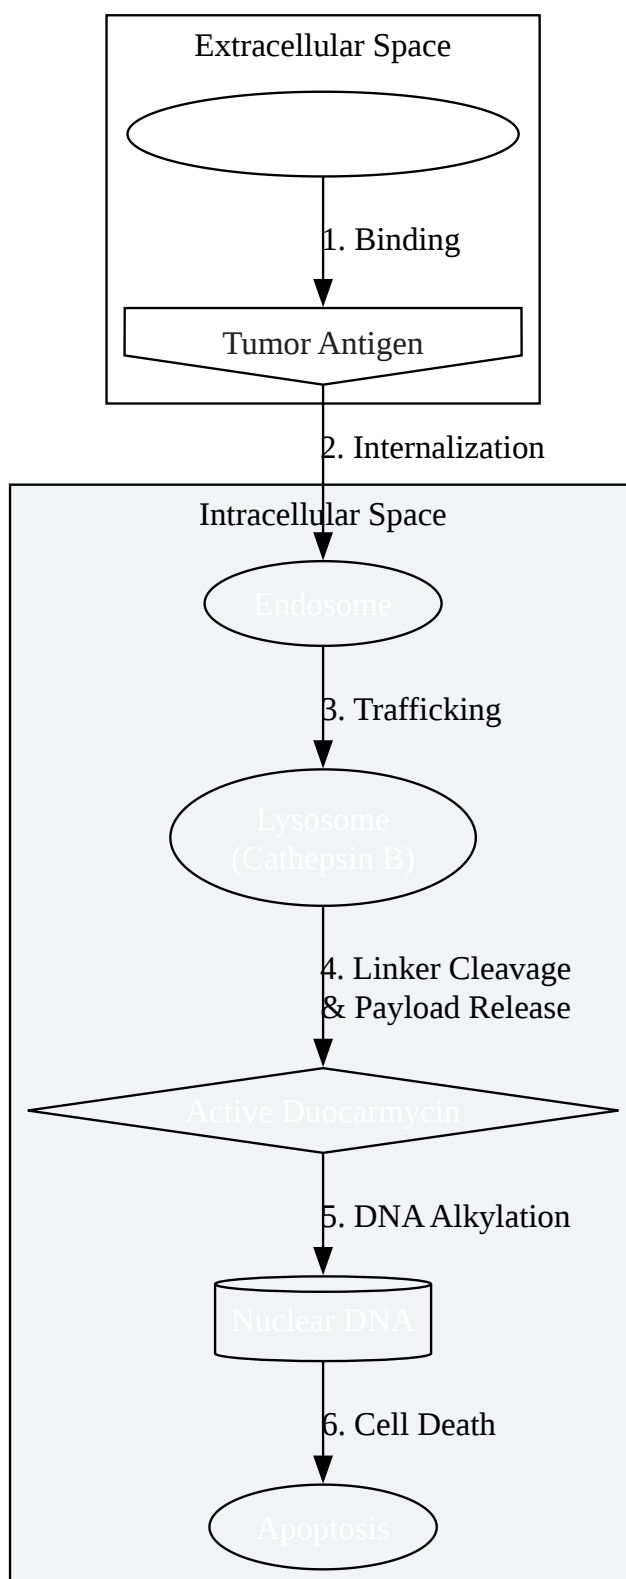 Extracellular Space
1. Binding
Tumor Antigen
2. Internalization
Intracellular Space
Endosome
3. Trafficking
Lysosome
(Cathepsin B)
4. Linker Cleavage
& Payload Release
Active Duocarmycin
5. DNA Alkylation
Nuclear DNA
6. Cell Death
Apoptosis